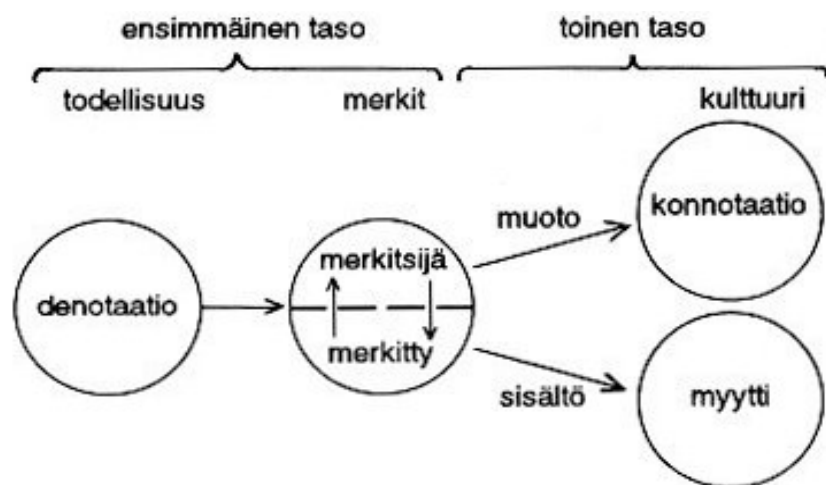 ensimmäinen taso toinen taso
todellisuus merkit kulttuuri
muoto konnotaatio
merkitsijä
denotaatio
merkitty
sisältö myytti